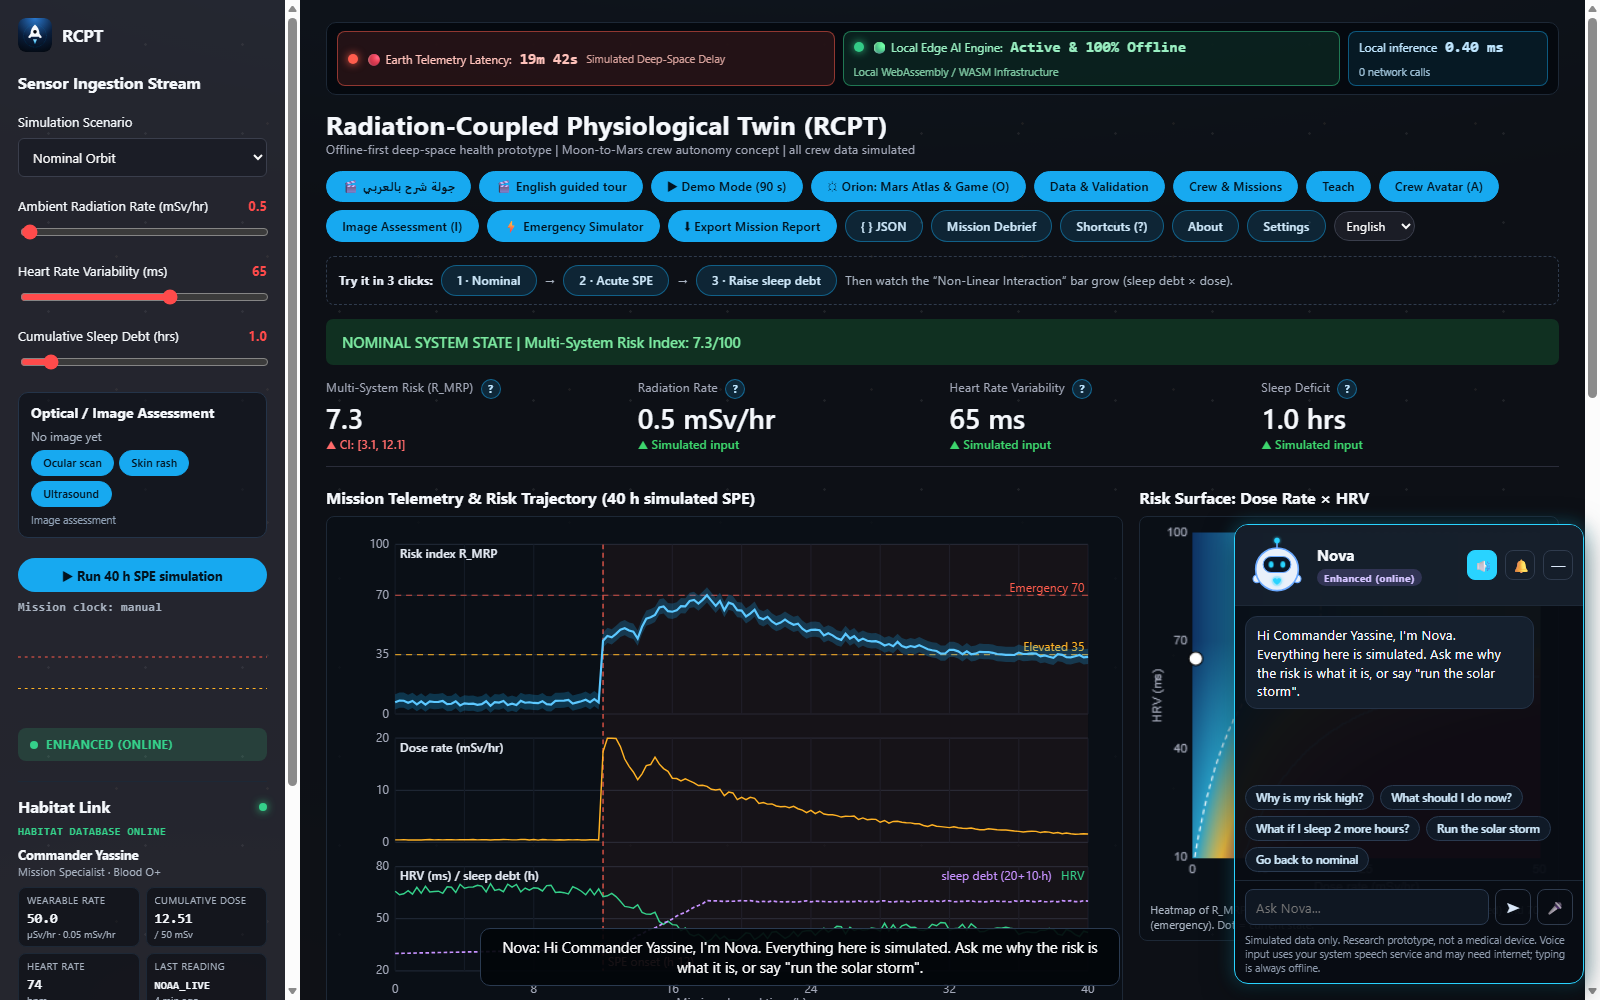 RCPT
Sensor Ingestion Stream
Simulation Scenario
Nominal Orbit
Ambient Radiation Rate (mSv/hr) 0.5
Heart Rate Variability (ms) 65
Cumulative Sleep Debt (hrs) 1.0
Optical / Image Assessment
No image yet
Ocular scan Skin rash
Ultrasound
Image assessment
▶ Run 40 h SPE simulation
Mission clock: manual
ENHANCED (ONLINE)
Habitat Link
HABITAT DATABASE ONLINE
Commander Yassine
Mission Specialist · Blood O+
WEARABLE RATE
50.0
µSv/hr · 0.05 mSv/hr
CUMULATIVE DOSE
12.51
/ 50 mSv
HEART RATE
74
LAST READING
NOAA_LIVE
Earth Telemetry Latency: 19m 42s Simulated Deep-Space Delay
Local Edge AI Engine: Active & 100% Offline
Local WebAssembly / WASM Infrastructure
Local inference 0.40 ms
0 network calls
Radiation-Coupled Physiological Twin (RCPT)
Offline-first deep-space health prototype | Moon-to-Mars crew autonomy concept | all crew data simulated
جولة شرح بالعربي English guided tour ▶ Demo Mode (90 s) Orion: Mars Atlas & Game (O) Data & Validation Crew & Missions Teach Crew Avatar (A)
Image Assessment (I) Emergency Simulator ⬇ Export Mission Report { } JSON Mission Debrief Shortcuts (?) About Settings English
Try it in 3 clicks: 1 · Nominal → 2 · Acute SPE → 3 · Raise sleep debt Then watch the “Non-Linear Interaction” bar grow (sleep debt × dose).
NOMINAL SYSTEM STATE | Multi-System Risk Index: 7.3/100
Multi-System Risk (R_MRP) ?
7.3
▲ CI: [3.1, 12.1]
Radiation Rate ?
0.5 mSv/hr
▲ Simulated input
Heart Rate Variability ?
65 ms
▲ Simulated input
Sleep Deficit ?
1.0 hrs
▲ Simulated input
Mission Telemetry & Risk Trajectory (40 h simulated SPE)
100
Risk index R_MRP
70
Emergency 70
35
Elevated 35
0
20
Dose rate (mSv/hr)
10
0
80
HRV (ms) / sleep debt (h)
sleep debt (20+10·h) HRV
50
20
0 8 16 24 32 40
Nova: Hi Commander Yassine, I'm Nova. Everything here is simulated. Ask me why the risk is
what it is, or say "run the solar storm".
Risk Surface: Dose Rate × HRV
100
70
HRV (ms)
40
10
0
Heatmap of R_M
(emergency). Do
Nova
Enhanced (online)
Hi Commander Yassine, I'm Nova.
Everything here is simulated. Ask me why
the risk is what it is, or say "run the solar
storm".
Why is my risk high? What should I do now?
What if I sleep 2 more hours? Run the solar storm
Go back to nominal
Ask Nova...
Simulated data only. Research prototype, not a medical device. Voice
input uses your system speech service and may need internet; typing
is always offline.